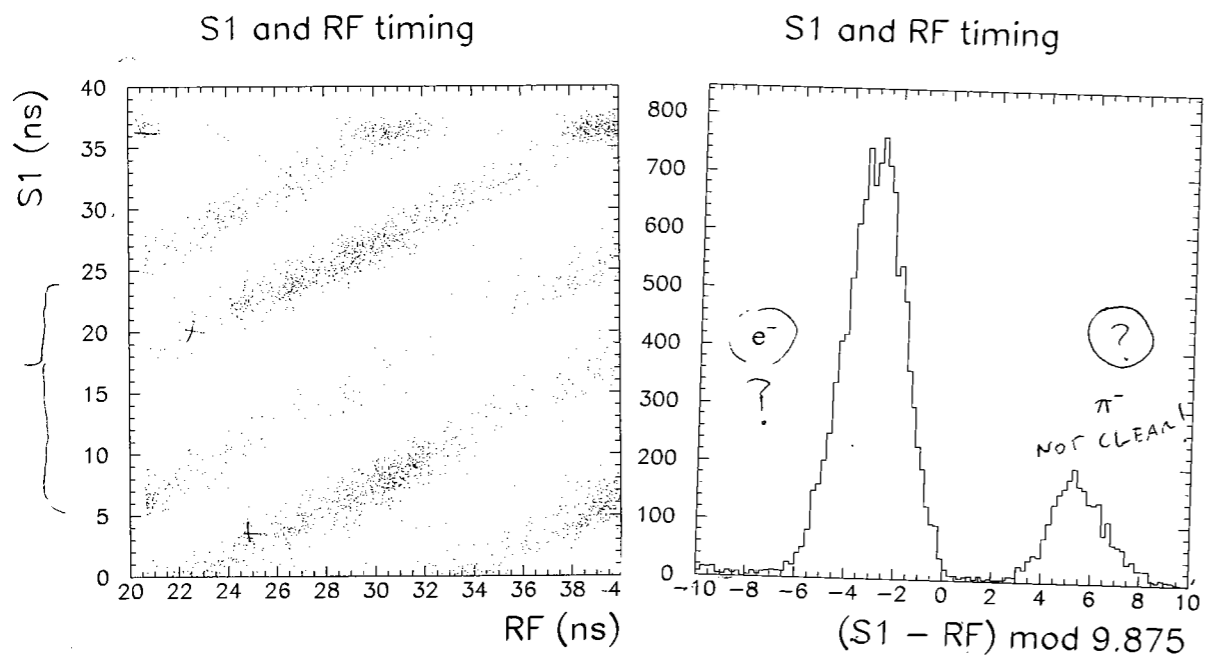 S1 and RF timing
S1 (ns)
40
35
30
25
20
15
10
5
0
20 22 24 26 28 30 32 34 36 38 4
RF (ns)
S1 and RF timing
800
700
600
500
400
300
200
100
0
e⁻
?
?
π⁻
NOT CLEAR!
−10 −8 −6 −4 −2 0 2 4 6 8 10
(S1 − RF) mod 9.875